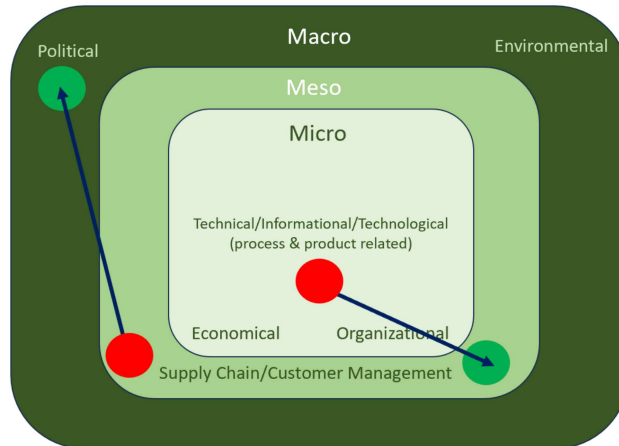 Macro
Political
Environmental
Meso
Micro
Technical/Informational/Technological
(process & product related)
Economical
Organizational
Supply Chain/Customer Management